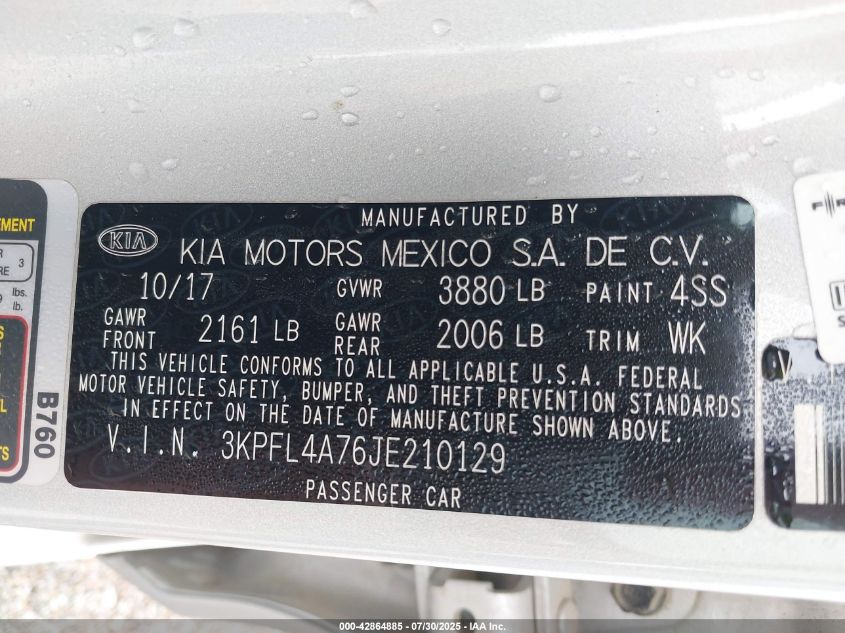 MANUFACTURED BY
KIA
KIA MOTORS MEXICO S.A. DE C.V.
10/17 GVWR 3880 LB PAINT 4SS
GAWR FRONT 2161 LB GAWR REAR 2006 LB TRIM WK
THIS VEHICLE CONFORMS TO ALL APPLICABLE U.S.A. FEDERAL
MOTOR VEHICLE SAFETY, BUMPER, AND THEFT PREVENTION STANDARDS
IN EFFECT ON THE DATE OF MANUFACTURE SHOWN ABOVE.
V.I.N. 3KPFL4A76JE210129
PASSENGER CAR
B760
3
lbs.
lb.
V
000-42864885 - 07/30/2025 - IAA Inc.